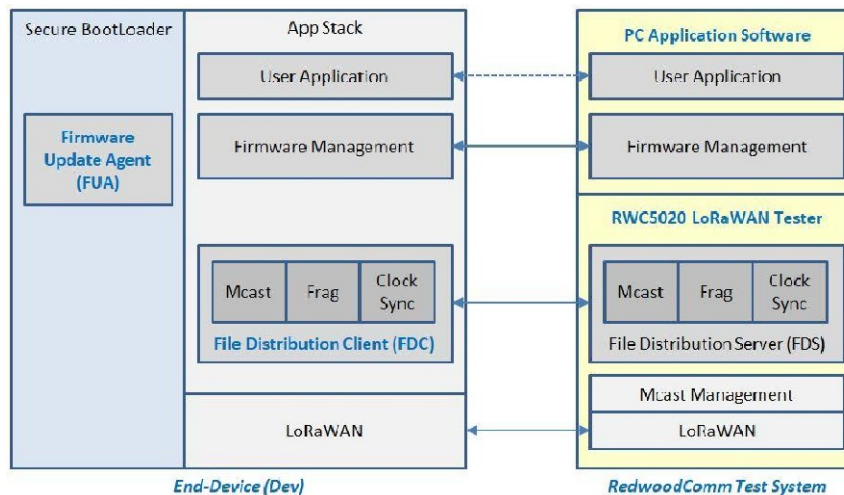 Secure BootLoader
App Stack
User Application
Firmware Management
Firmware
Update Agent
(FUA)
Mcast
Frag
Clock
Sync
File Distribution Client (FDC)
LoRaWAN
End-Device (Dev)
PC Application Software
User Application
Firmware Management
RWC5020 LoRaWAN Tester
Mcast
Frag
Clock
Sync
File Distribution Server (FDS)
Mcast Management
LoRaWAN
RedwoodComm Test System